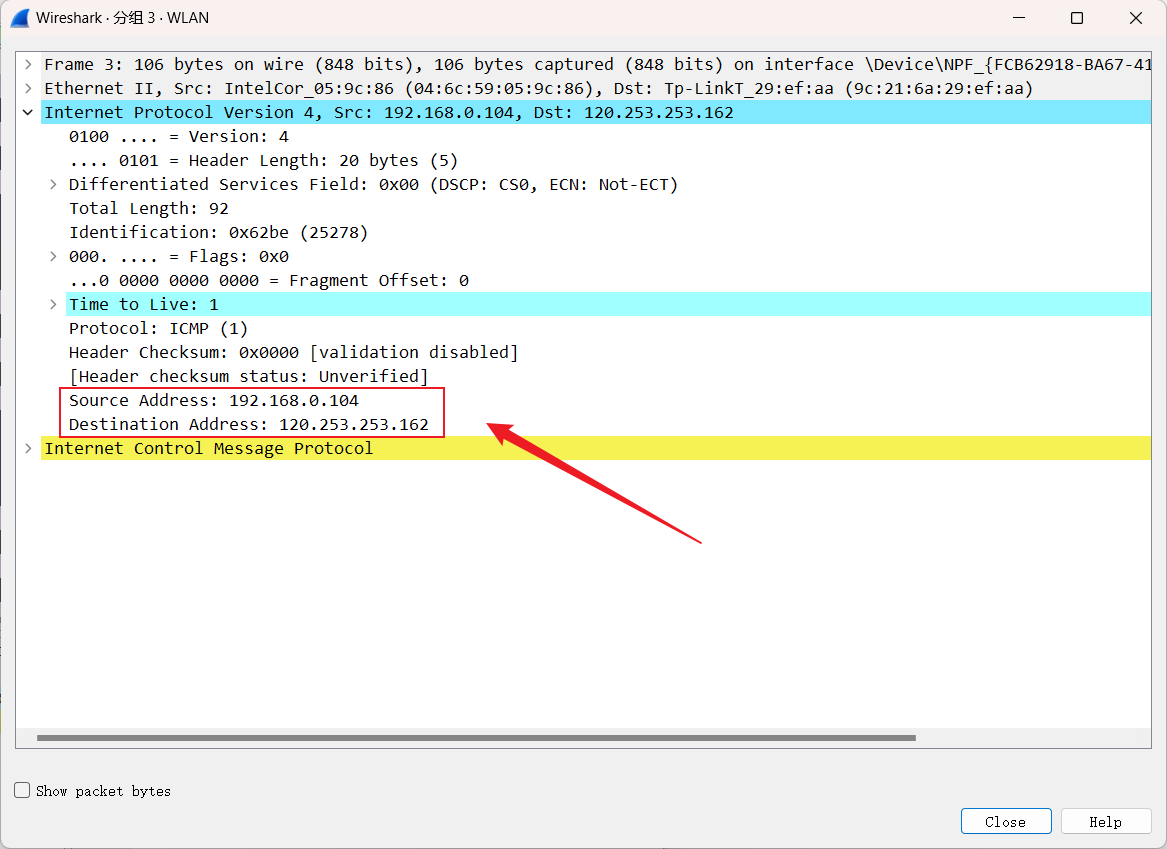 Wireshark · 分组 3 · WLAN
Frame 3: 106 bytes on wire (848 bits), 106 bytes captured (848 bits) on interface \Device\NPF_{FCB62918-BA67-41
Ethernet II, Src: IntelCor_05:9c:86 (04:6c:59:05:9c:86), Dst: Tp-LinkT_29:ef:aa (9c:21:6a:29:ef:aa)
Internet Protocol Version 4, Src: 192.168.0.104, Dst: 120.253.253.162
0100 .... = Version: 4
.... 0101 = Header Length: 20 bytes (5)
Differentiated Services Field: 0x00 (DSCP: CS0, ECN: Not-ECT)
Total Length: 92
Identification: 0x62be (25278)
000. .... = Flags: 0x0
...0 0000 0000 0000 = Fragment Offset: 0
Time to Live: 1
Protocol: ICMP (1)
Header Checksum: 0x0000 [validation disabled]
[Header checksum status: Unverified]
Source Address: 192.168.0.104
Destination Address: 120.253.253.162
Internet Control Message Protocol
Show packet bytes
Close
Help